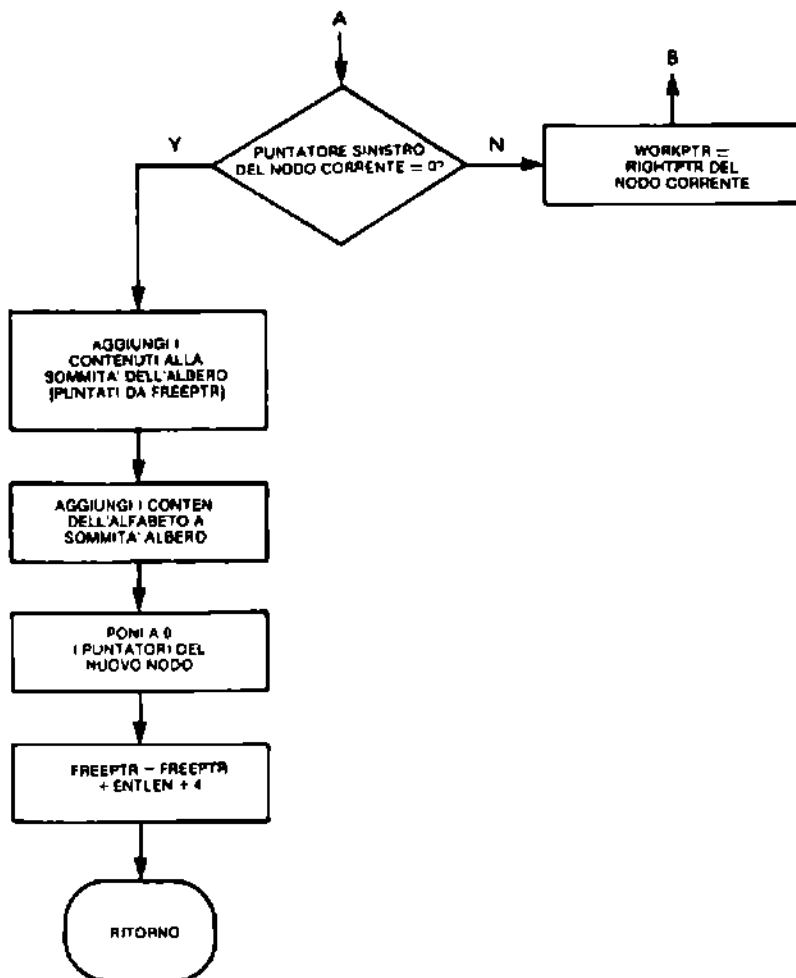 A
B
Y
PUNTATORE SINISTRO
DEL NODO CORRENTE = 0?
N
WORKPTR =
RIGHTPTR DEL
NODO CORRENTE
AGGIUNGI I
CONTENUTI ALLA
SOMMITA' DELL'ALBERO
(PUNTATI DA FREEPTR)
AGGIUNGI I CONTEN
DELL'ALFABETO A
SOMMITA' ALBERO
PONI A 0
I PUNTATORI DEL
NUOVO NODO
FREEPTR = FREEPTR
+ ENTLEN + 4
RITORNO